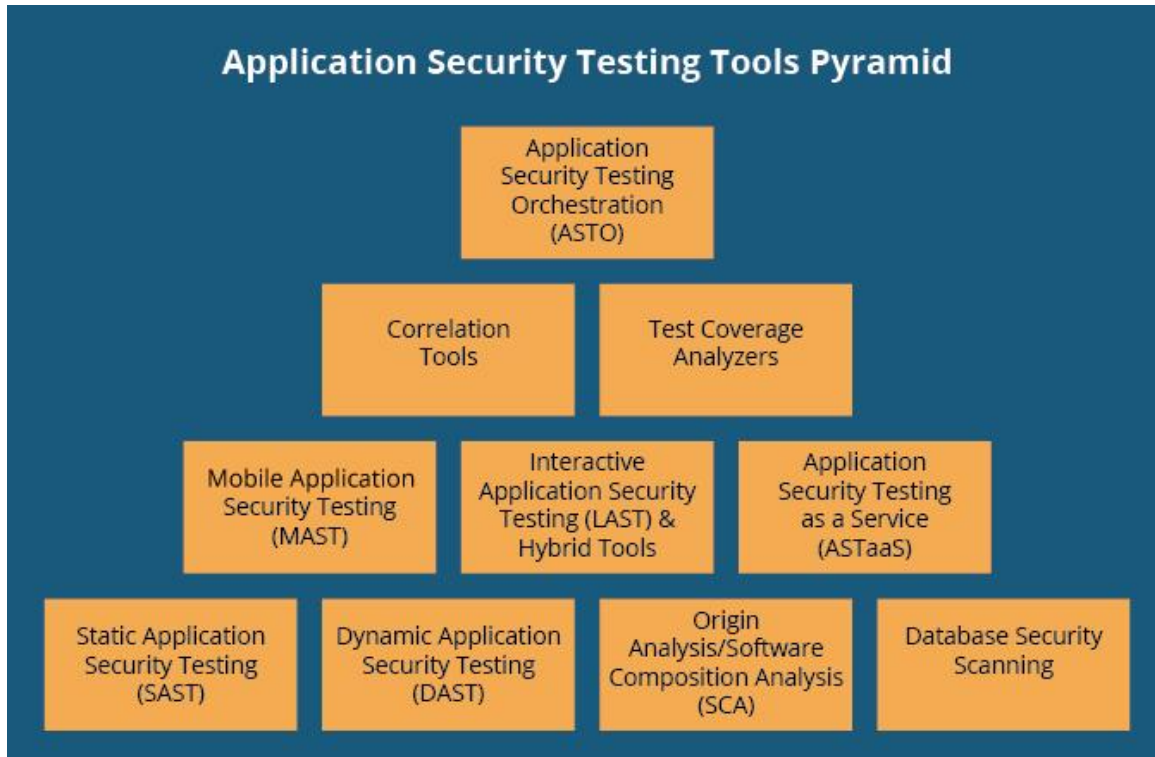 Application Security Testing Tools Pyramid
Application
Security Testing
Orchestration
(ASTO)
Correlation
Tools
Test Coverage
Analyzers
Mobile Application
Security Testing
(MAST)
Interactive
Application Security
Testing (LAST) &
Hybrid Tools
Application
Security Testing
as a Service
(ASTaaS)
Static Application
Security Testing
(SAST)
Dynamic Application
Security Testing
(DAST)
Origin
Analysis/Software
Composition Analysis
(SCA)
Database Security
Scanning